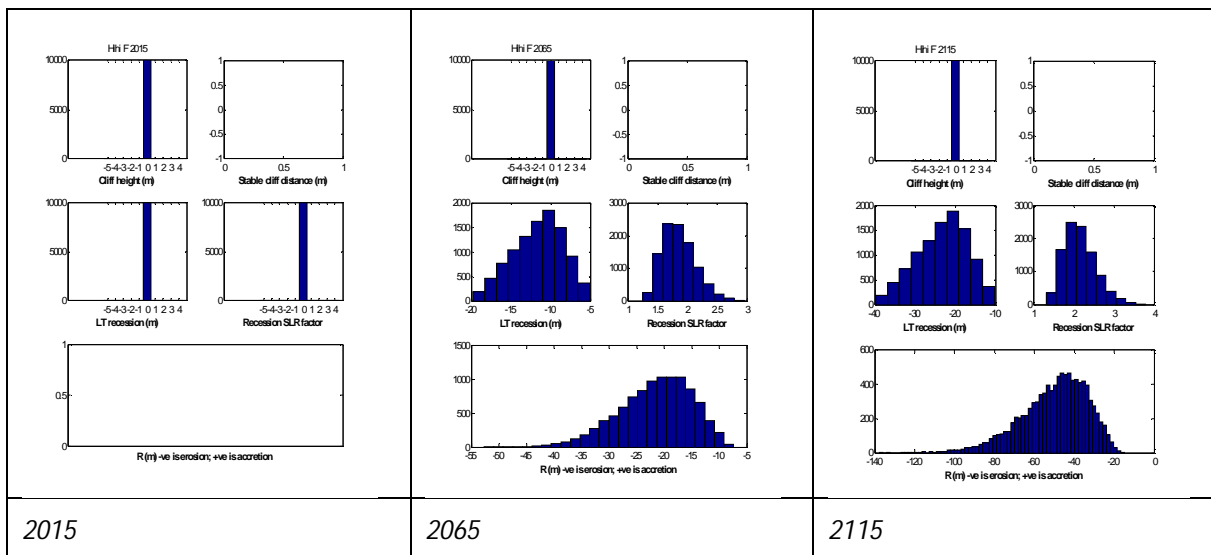 Hihi F 2015
10000
5000
0
-5-4-3-2-1 0 1 2 3 4
Cliff height (m)
1
0.5
0
-0.5
-1
0 0.5 1
Stable cliff distance (m)
10000
5000
0
-5-4-3-2-1 0 1 2 3 4
LT recession (m)
10000
5000
0
-5-4-3-2-1 0 1 2 3 4
Recession SLR factor
1
0.5
0
R (m) -ve is erosion; +ve is accretion
2015
Hihi F 2065
10000
5000
0
-5-4-3-2-1 0 1 2 3 4
Cliff height (m)
1
0.5
0
-0.5
-1
0 0.5 1
Stable cliff distance (m)
2000
1500
1000
500
0
-20 -15 -10 -5
LT recession (m)
3000
2000
1000
0
1 1.5 2 2.5 3
Recession SLR factor
1500
1000
500
0
-55 -50 -45 -40 -35 -30 -25 -20 -15 -10 -5
R (m) -ve is erosion; +ve is accretion
2065
Hihi F 2115
10000
5000
0
-5-4-3-2-1 0 1 2 3 4
Cliff height (m)
1
0.5
0
-0.5
-1
0 0.5 1
Stable cliff distance (m)
2000
1500
1000
500
0
-40 -30 -20 -10
LT recession (m)
3000
2000
1000
0
1 2 3 4
Recession SLR factor
600
400
200
0
-140 -120 -100 -80 -60 -40 -20 0
R (m) -ve is erosion; +ve is accretion
2115